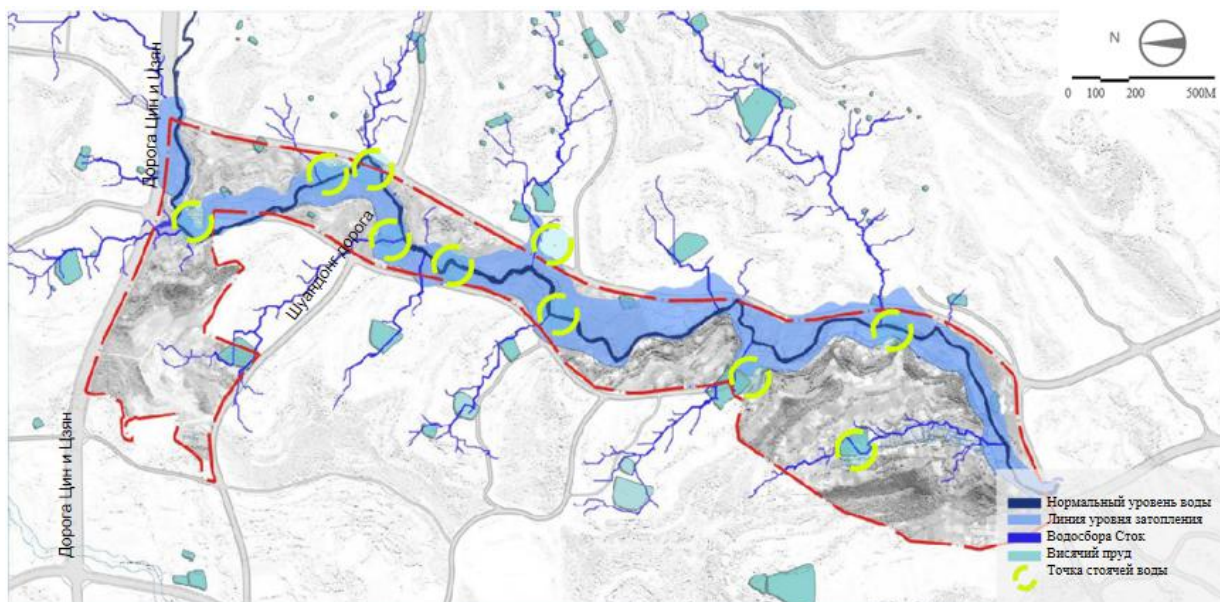 N
0 100 200 500M
Дорога Цин и Цзян
Шуандонг дорога
Дорога Цин и Цзян
Нормальный уровень воды
Линия уровня затопления
Водосбора Сток
Висячий пруд
Точка стоячей воды